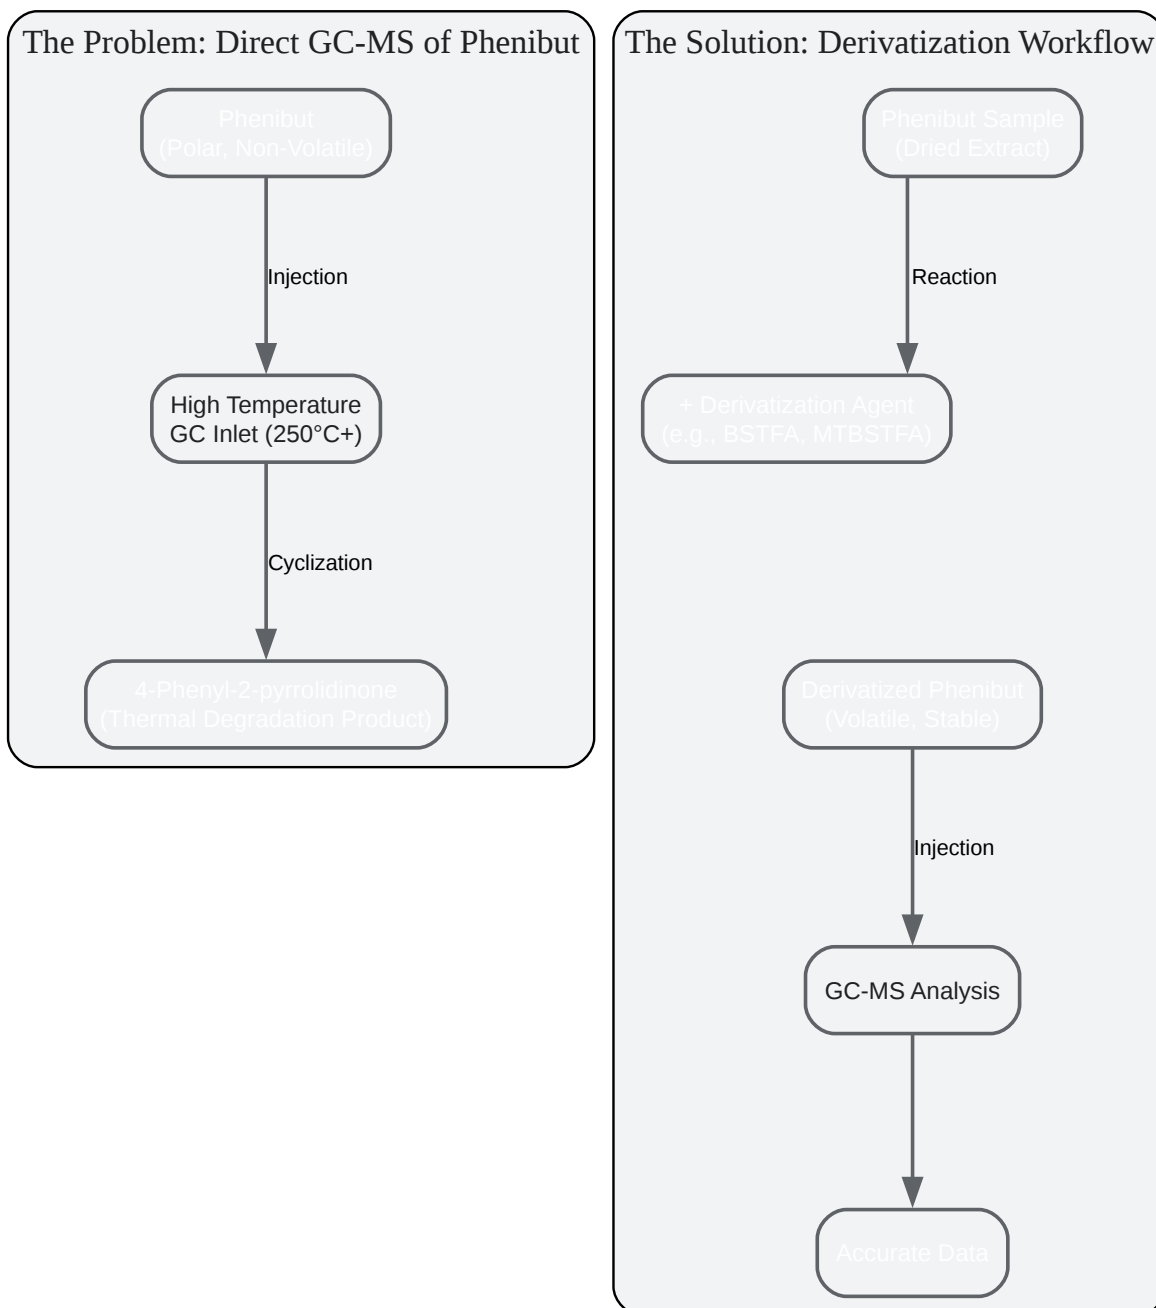 The Problem: Direct GC-MS of Phenibut
Phenibut
(Polar, Non-Volatile)
Injection
High Temperature
GC Inlet (250°C+)
Cyclization
4-Phenyl-2-pyrrolidinone
(Thermal Degradation Product)
The Solution: Derivatization Workflow
Phenibut Sample
(Dried Extract)
Reaction
+ Derivatization Agent
(e.g., BSTFA, MTBSTFA)
Derivatized Phenibut
(Volatile, Stable)
Injection
GC-MS Analysis
Accurate Data